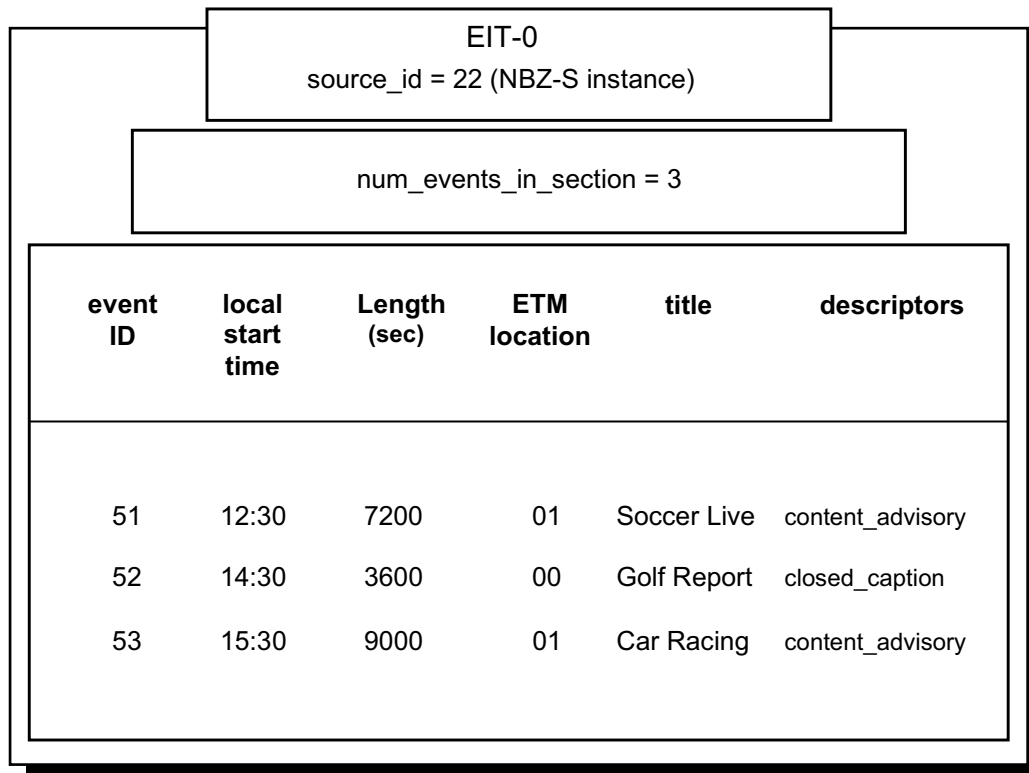 EIT-0
source_id = 22 (NBZ-S instance)
num_events_in_section = 3
event ID local start time Length (sec) ETM location title descriptors
51 12:30 7200 01 Soccer Live content_advisory
52 14:30 3600 00 Golf Report closed_caption
53 15:30 9000 01 Car Racing content_advisory